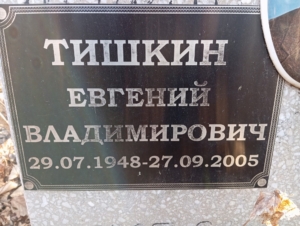 ТИШКИН
ЕВГЕНИЙ
ВЛАДИМИРОВИЧ
29.07.1948-27.09.2005